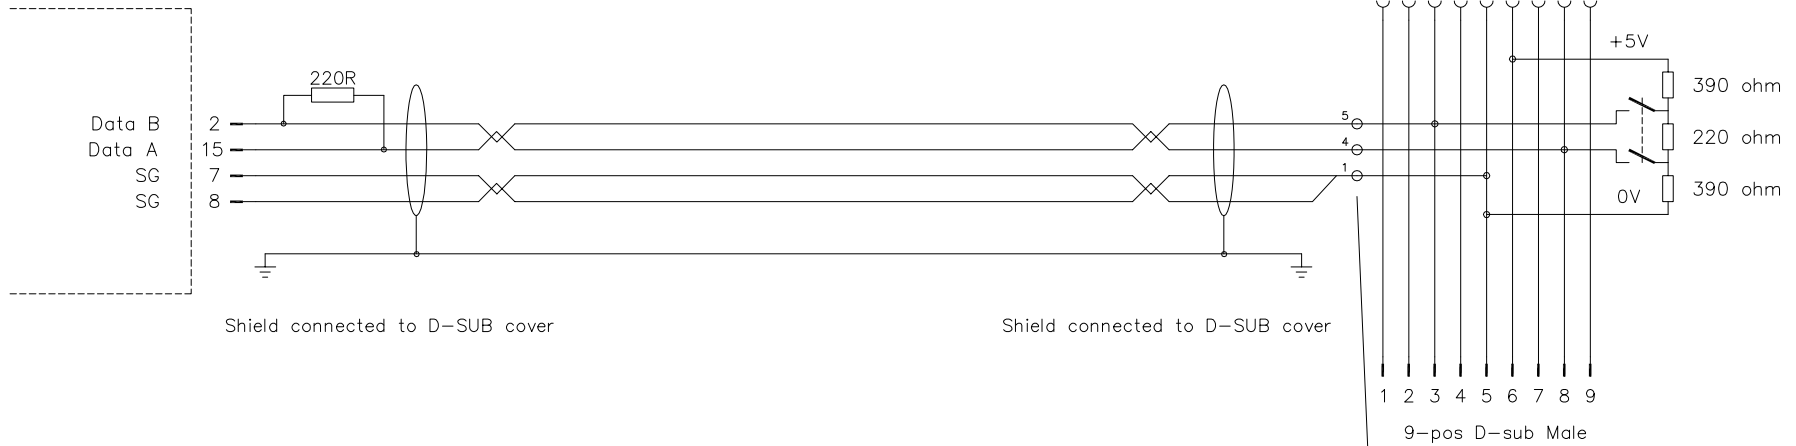 +5V
220R
390 ohm
Data B 2
5
220 ohm
Data A 15
4
SG 7
1
390 ohm
0V
SG 8
Shield connected to D-SUB cover
Shield connected to D-SUB cover
1 2 3 4 5 6 7 8 9
9-pos D-sub Male